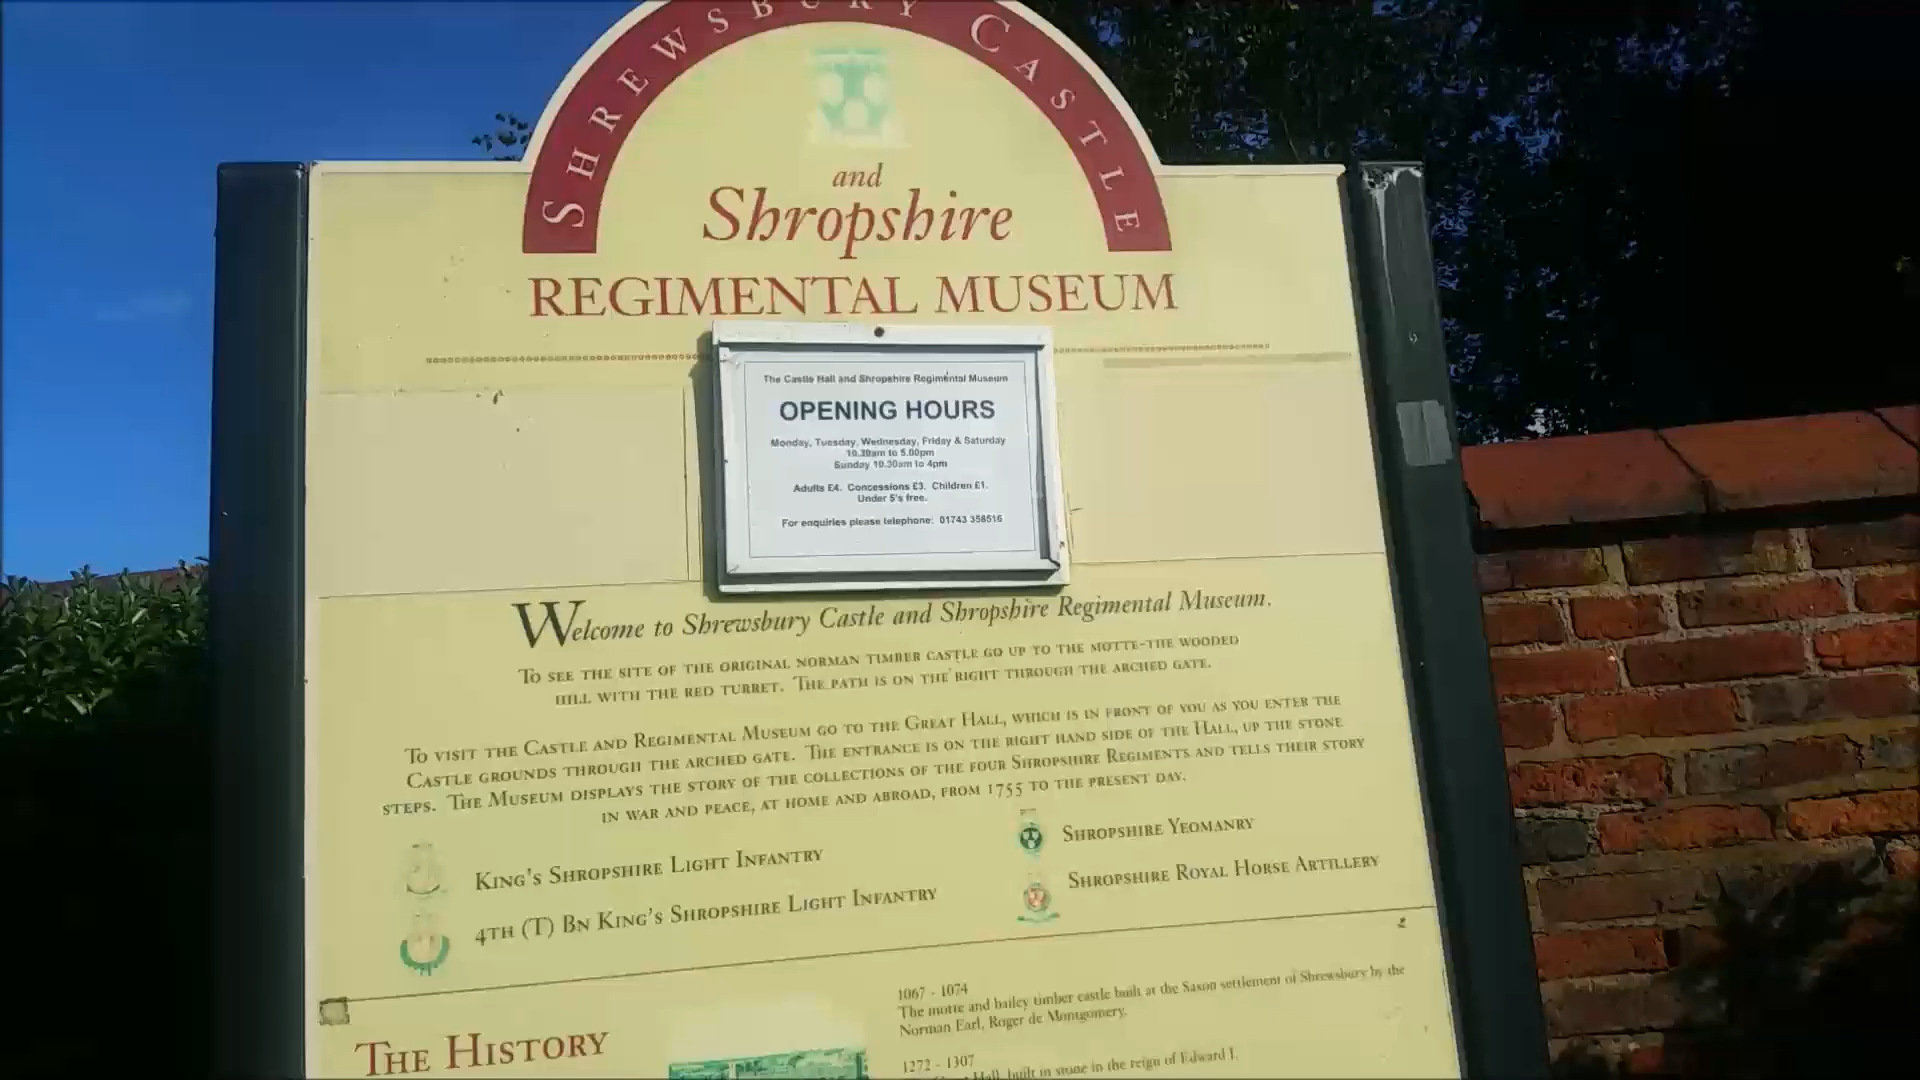 SHREWSBURY CASTLE
and
Shropshire
REGIMENTAL MUSEUM
The Castle Hall and Shropshire Regimental Museum
OPENING HOURS
Monday, Tuesday, Wednesday, Friday & Saturday
10.30am to 5.00pm
Sunday 10.30am to 4pm
Adults £4. Concessions £3. Children £1.
Under 5's free.
For enquiries please telephone: 01743 358516
Welcome to Shrewsbury Castle and Shropshire Regimental Museum.
TO SEE THE SITE OF THE ORIGINAL NORMAN TIMBER CASTLE GO UP TO THE MOTTE-THE WOODED
HILL WITH THE RED TURRET. THE PATH IS ON THE RIGHT THROUGH THE ARCHED GATE.
TO VISIT THE CASTLE AND REGIMENTAL MUSEUM GO TO THE GREAT HALL, WHICH IS IN FRONT OF YOU AS YOU ENTER THE
CASTLE GROUNDS THROUGH THE ARCHED GATE. THE ENTRANCE IS ON THE RIGHT HAND SIDE OF THE HALL, UP THE STONE
STEPS. THE MUSEUM DISPLAYS THE STORY OF THE COLLECTIONS OF THE FOUR SHROPSHIRE REGIMENTS AND TELLS THEIR STORY
IN WAR AND PEACE, AT HOME AND ABROAD, FROM 1755 TO THE PRESENT DAY.
KING'S SHROPSHIRE LIGHT INFANTRY
4TH (T) BN KING'S SHROPSHIRE LIGHT INFANTRY
SHROPSHIRE YEOMANRY
SHROPSHIRE ROYAL HORSE ARTILLERY
THE HISTORY
1067 - 1074
The motte and bailey timber castle built at the Saxon settlement of Shrewsbury by the
Norman Earl, Roger de Montgomery.
1272 - 1307
Hall, built in stone in the reign of Edward I.